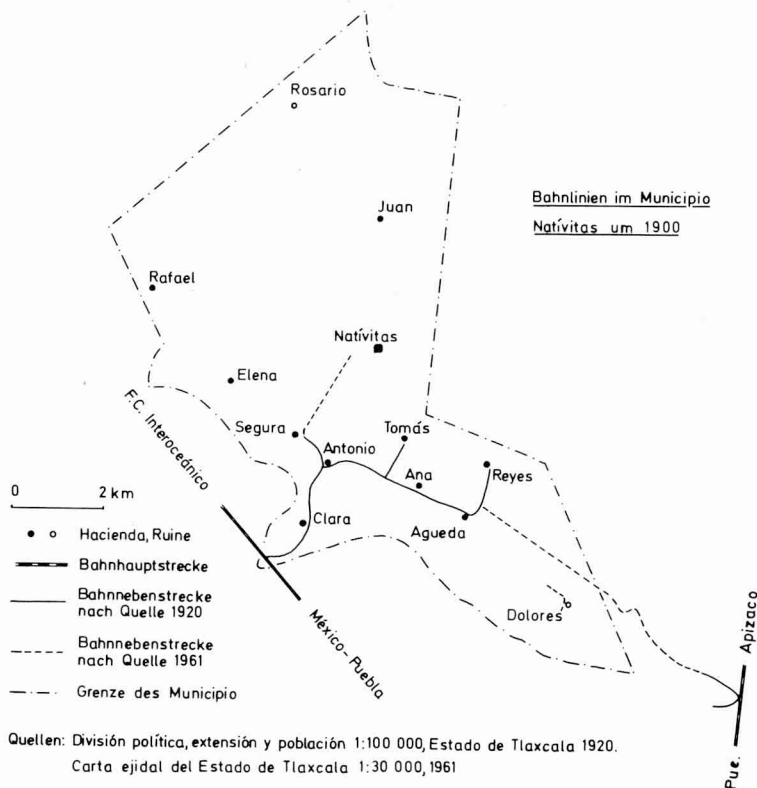 Rosario
Bahnlinien im Municipio
Natívitas um 1900
Juan
Rafael
Natívitas
Elena
F.C. Interoceánico
Segura
Tomás
Antonio
Reyes
Ana
0 2 km
Clara
Agueda
● ○ Hacienda, Ruine
Bahnhauptstrecke
Bahnnebenstrecke
nach Quelle 1920
Bahnnebenstrecke
nach Quelle 1961
Grenze des Municipio
México-Puebla
Dolores
Apizaco
Pue.
Quellen: División política, extensión y población 1:100 000, Estado de Tlaxcala 1920.
Carta ejidal del Estado de Tlaxcala 1:30 000, 1961